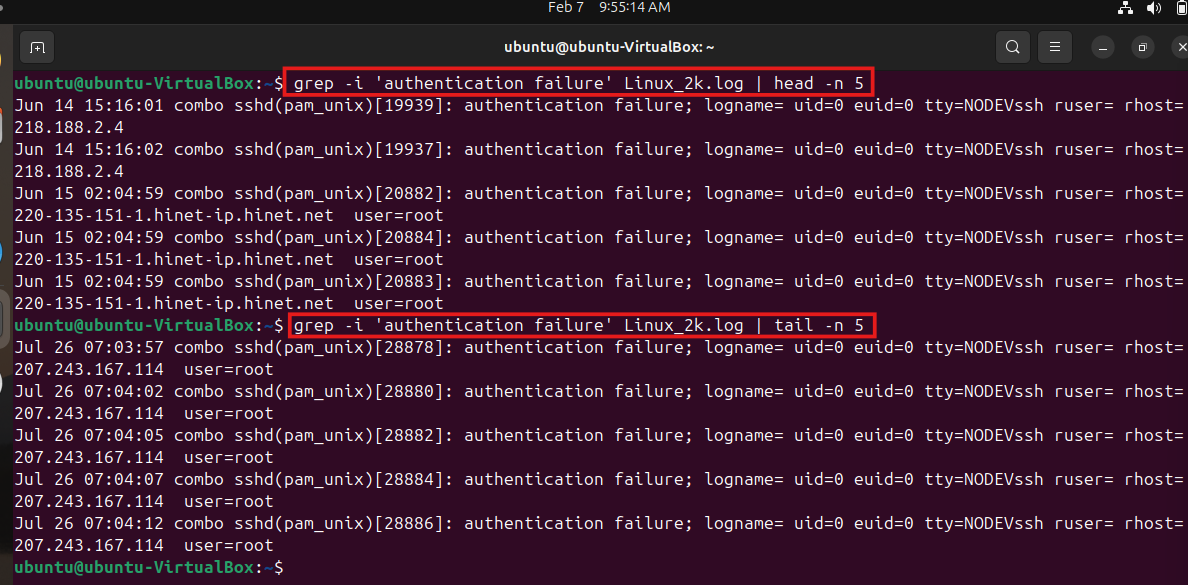 Feb 7 9:55:14 AM
ubuntu@ubuntu-VirtualBox: ~
ubuntu@ubuntu-VirtualBox:~$ grep -i 'authentication failure' Linux_2k.log | head -n 5
Jun 14 15:16:01 combo sshd(pam_unix)[19939]: authentication failure; logname= uid=0 euid=0 tty=NODEVssh ruser= rhost=
218.188.2.4
Jun 14 15:16:02 combo sshd(pam_unix)[19937]: authentication failure; logname= uid=0 euid=0 tty=NODEVssh ruser= rhost=
218.188.2.4
Jun 15 02:04:59 combo sshd(pam_unix)[20882]: authentication failure; logname= uid=0 euid=0 tty=NODEVssh ruser= rhost=
220-135-151-1.hinet-ip.hinet.net  user=root
Jun 15 02:04:59 combo sshd(pam_unix)[20884]: authentication failure; logname= uid=0 euid=0 tty=NODEVssh ruser= rhost=
220-135-151-1.hinet-ip.hinet.net  user=root
Jun 15 02:04:59 combo sshd(pam_unix)[20883]: authentication failure; logname= uid=0 euid=0 tty=NODEVssh ruser= rhost=
220-135-151-1.hinet-ip.hinet.net  user=root
ubuntu@ubuntu-VirtualBox:~$ grep -i 'authentication failure' Linux_2k.log | tail -n 5
Jul 26 07:03:57 combo sshd(pam_unix)[28878]: authentication failure; logname= uid=0 euid=0 tty=NODEVssh ruser= rhost=
207.243.167.114  user=root
Jul 26 07:04:02 combo sshd(pam_unix)[28880]: authentication failure; logname= uid=0 euid=0 tty=NODEVssh ruser= rhost=
207.243.167.114  user=root
Jul 26 07:04:05 combo sshd(pam_unix)[28882]: authentication failure; logname= uid=0 euid=0 tty=NODEVssh ruser= rhost=
207.243.167.114  user=root
Jul 26 07:04:07 combo sshd(pam_unix)[28884]: authentication failure; logname= uid=0 euid=0 tty=NODEVssh ruser= rhost=
207.243.167.114  user=root
Jul 26 07:04:12 combo sshd(pam_unix)[28886]: authentication failure; logname= uid=0 euid=0 tty=NODEVssh ruser= rhost=
207.243.167.114  user=root
ubuntu@ubuntu-VirtualBox:~$